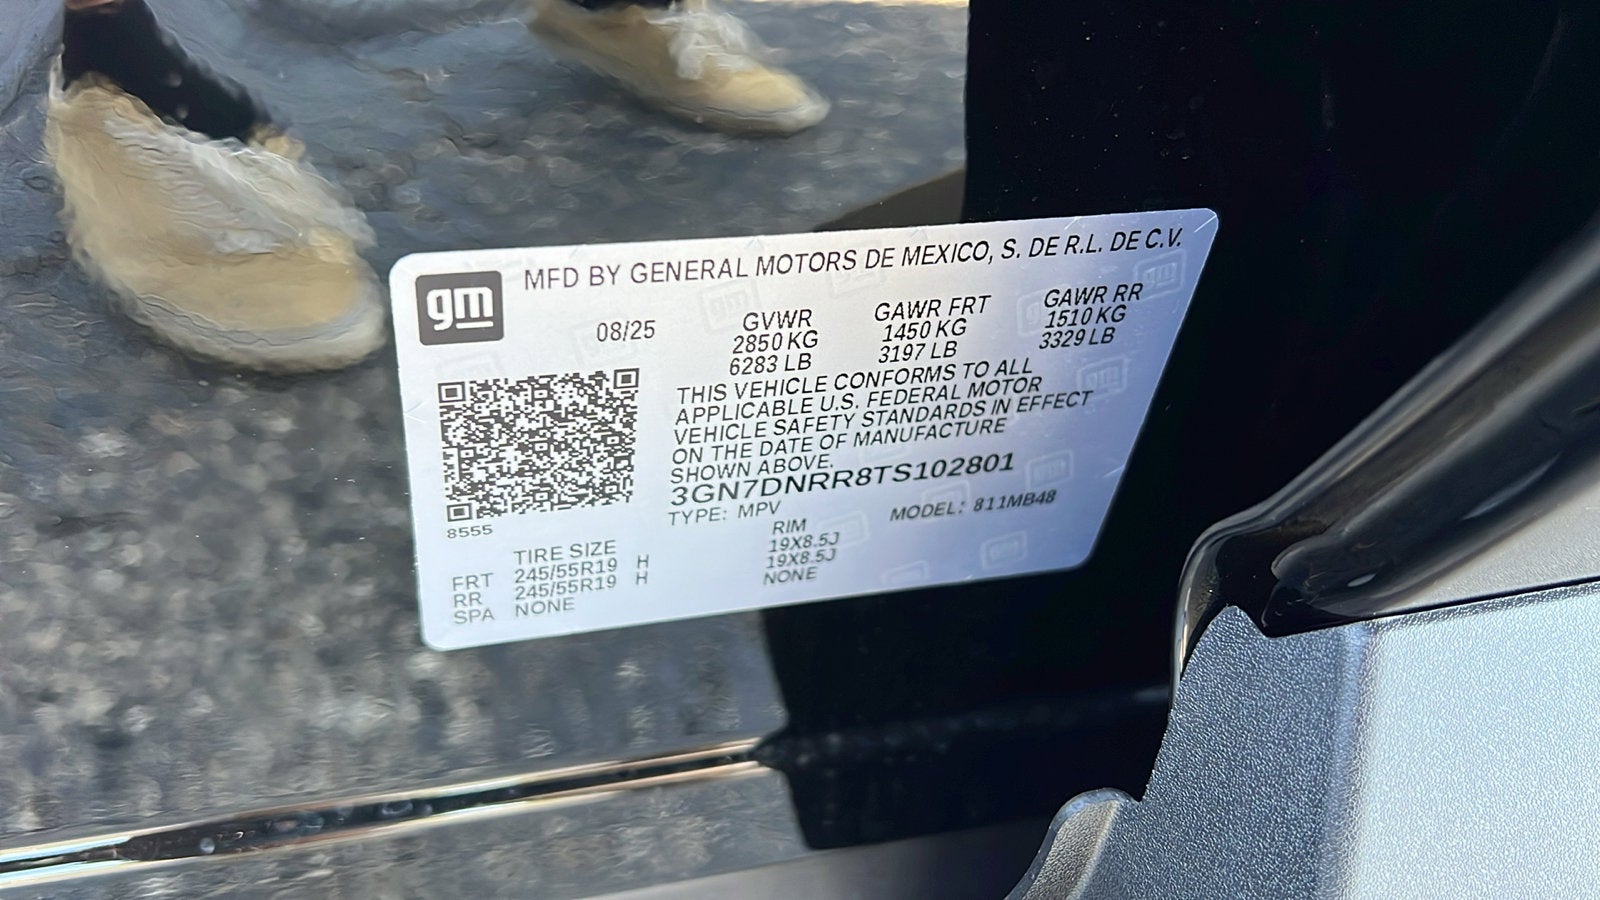 gm
MFD BY GENERAL MOTORS DE MEXICO, S. DE R.L. DE C.V.
08/25
GVWR
2850 KG
6283 LB
GAWR FRT
1450 KG
3197 LB
GAWR RR
1510 KG
3329 LB
THIS VEHICLE CONFORMS TO ALL
APPLICABLE U.S. FEDERAL MOTOR
VEHICLE SAFETY STANDARDS IN EFFECT
ON THE DATE OF MANUFACTURE
SHOWN ABOVE.
3GN7DNRR8TS102801
TYPE: MPV MODEL: 811MB48
8555
TIRE SIZE RIM
FRT 245/55R19 H 19X8.5J
RR 245/55R19 H 19X8.5J
SPA NONE NONE